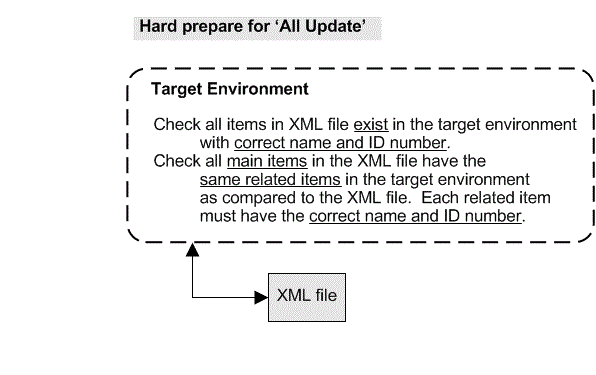 Hard prepare for ‘All Update’
Target Environment
Check all items in XML file exist in the target environment
with correct name and ID number.
Check all main items in the XML file have the
same related items in the target environment
as compared to the XML file.  Each related item
must have the correct name and ID number.
XML file